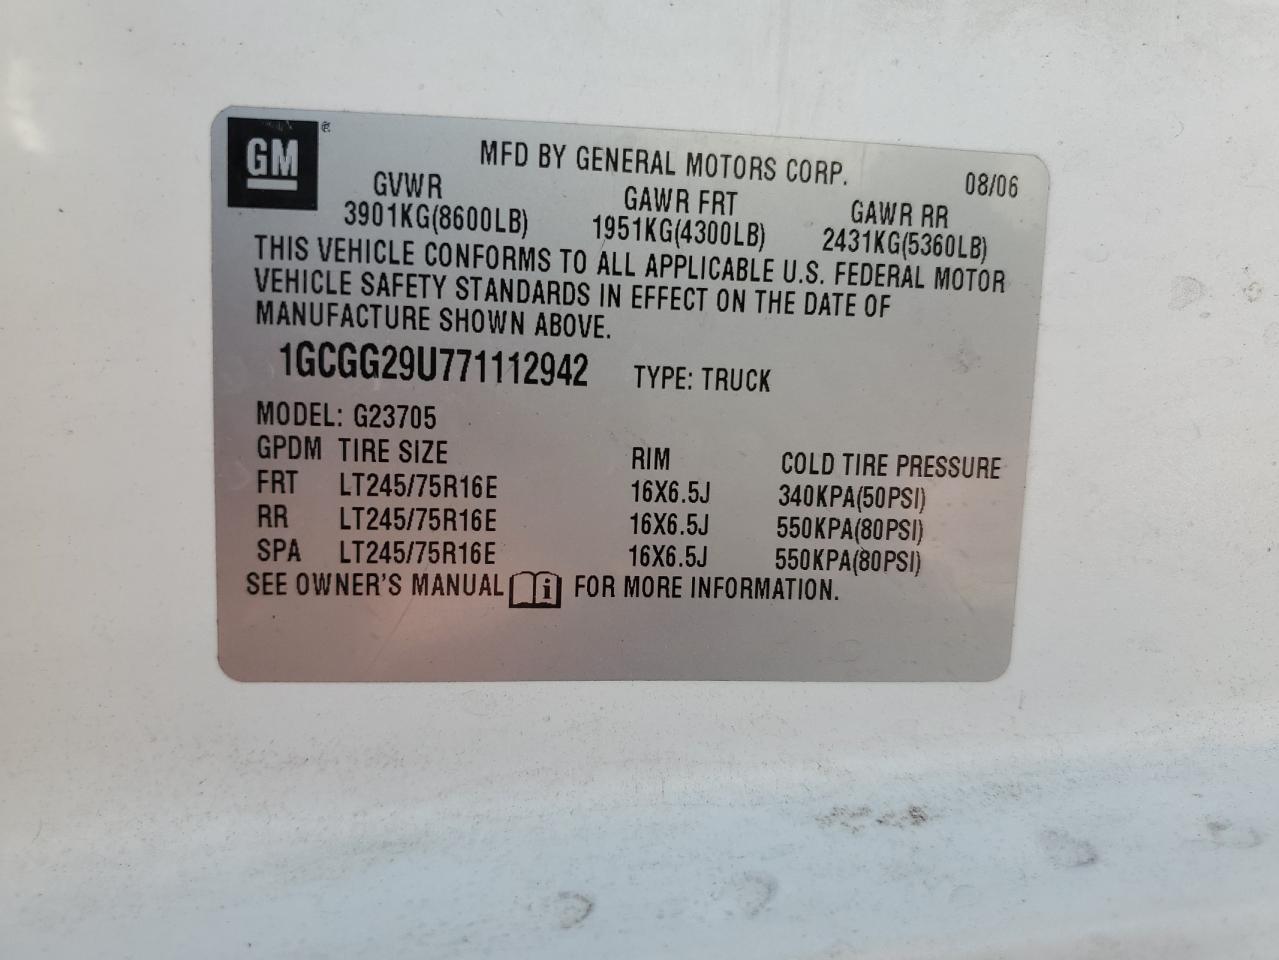 GM ®
MFD BY GENERAL MOTORS CORP. 08/06
GVWR GAWR FRT GAWR RR
3901KG(8600LB) 1951KG(4300LB) 2431KG(5360LB)
THIS VEHICLE CONFORMS TO ALL APPLICABLE U.S. FEDERAL MOTOR
VEHICLE SAFETY STANDARDS IN EFFECT ON THE DATE OF
MANUFACTURE SHOWN ABOVE.
1GCGG29U771112942 TYPE: TRUCK
MODEL: G23705
GPDM TIRE SIZE RIM COLD TIRE PRESSURE
FRT LT245/75R16E 16X6.5J 340KPA(50PSI)
RR LT245/75R16E 16X6.5J 550KPA(80PSI)
SPA LT245/75R16E 16X6.5J 550KPA(80PSI)
SEE OWNER'S MANUAL i FOR MORE INFORMATION.